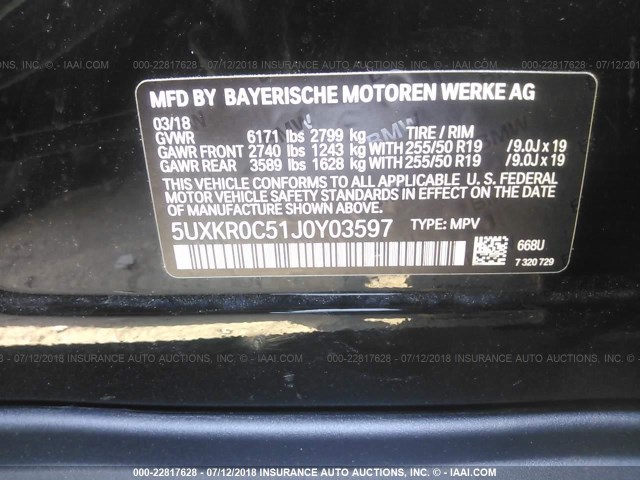 000-22817628 - 07/12/2018 INSURANCE AUTO AUCTIONS - © - IAAI.COM
MFD BY BAYERISCHE MOTOREN WERKE AG
03/18
GVWR 6171 lbs 2799 kg TIRE / RIM
GAWR FRONT 2740 lbs 1243 kg WITH 255/50 R19 /9.0J x 19
GAWR REAR 3589 lbs 1628 kg WITH 255/50 R19 /9.0J x 19
THIS VEHICLE CONFORMS TO ALL APPLICABLE U. S. FEDERAL
MOTOR VEHICLE SAFETY STANDARDS IN EFFECT ON THE DATE
OF MANUFACTURE SHOWN ABOVE.
5UXKR0C51J0Y03597 TYPE: MPV
668U
7 320 729
000-22817628 - 07/12/2018 INSURANCE AUTO AUCTIONS - © - IAAI.COM
000-22817628 - 07/12/2018 INSURANCE AUTO AUCTIONS - © - IAAI.COM